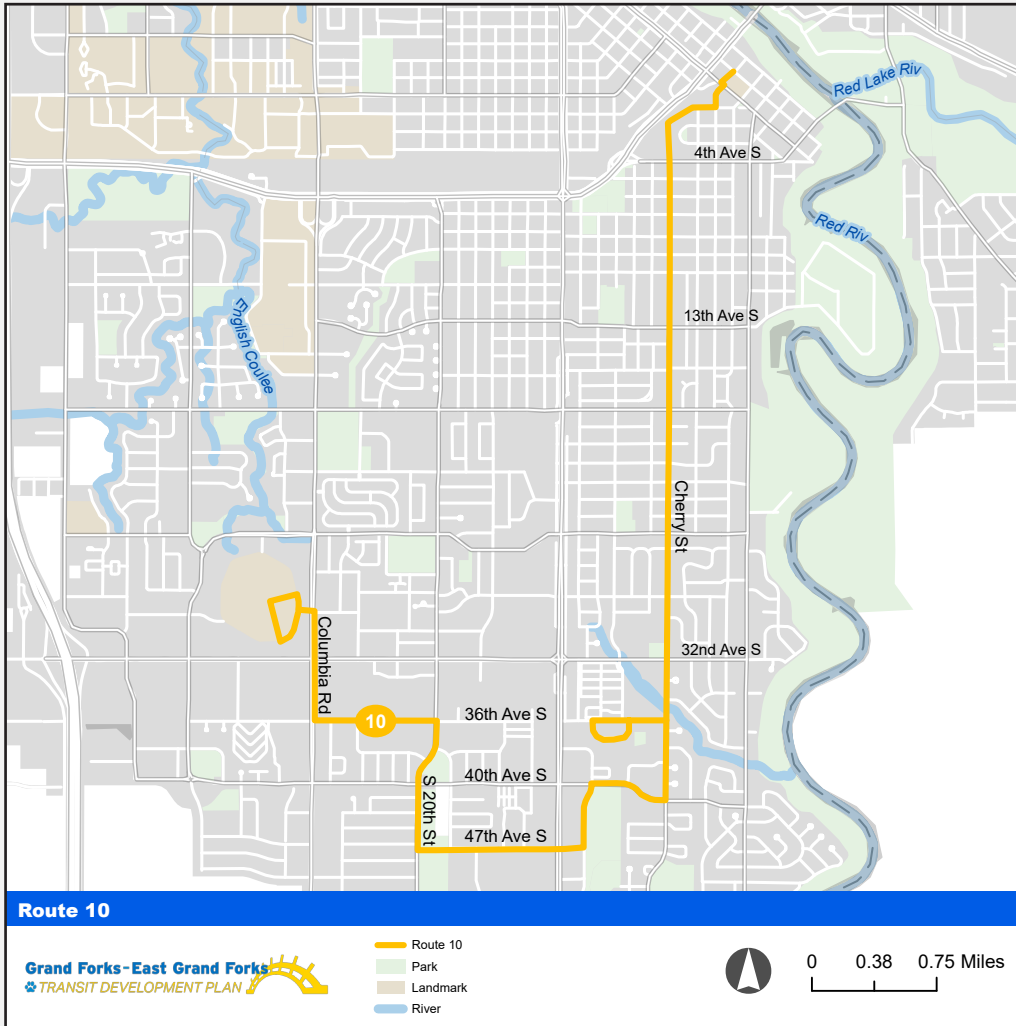 Red Lake Riv
4th Ave S
Red Riv
English Coulee
13th Ave S
Cherry St
Columbia Rd
32nd Ave S
10
36th Ave S
S 20th St
40th Ave S
47th Ave S
Route 10
Grand Forks-East Grand Forks
TRANSIT DEVELOPMENT PLAN
Route 10
Park
Landmark
River
0 0.38 0.75 Miles